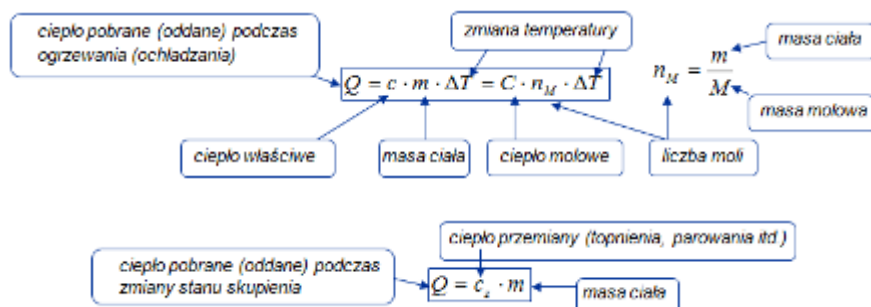 ciepło pobrane (oddane) podczas
ogrzewania (ochładzania)
zmiana temperatury
masa ciała
Q = c · m · ΔT = C · n_M · ΔT
n_M = m/M
masa molowa
ciepło właściwe
masa ciała
ciepło molowe
liczba moli
ciepło przemiany (topnienia, parowania itd )
ciepło pobrane (oddane) podczas
zmiany stanu skupienia
Q = c_z · m
masa ciała